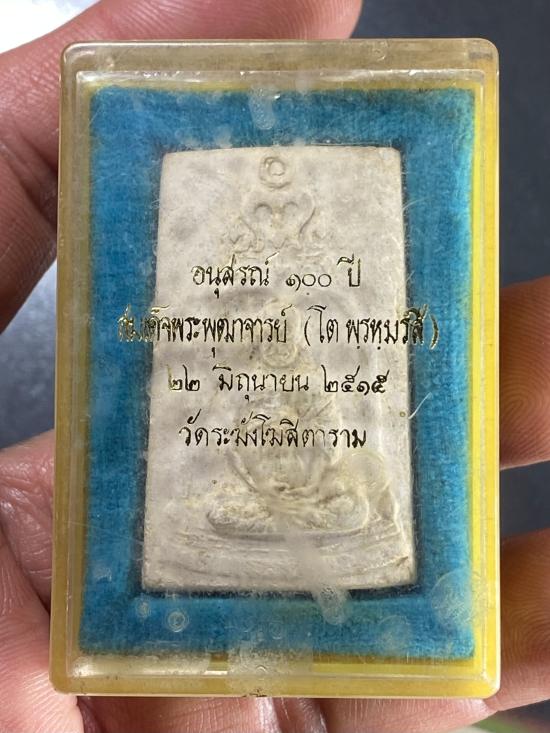 อนุสรณ์ ๑๐๐ ปี
สมเด็จพระพุฒาจารย์ (โต พฺรหฺมรํสี)
๒๒ มิถุนายน ๒๕๑๕
วัดระฆังโฆสิตาราม